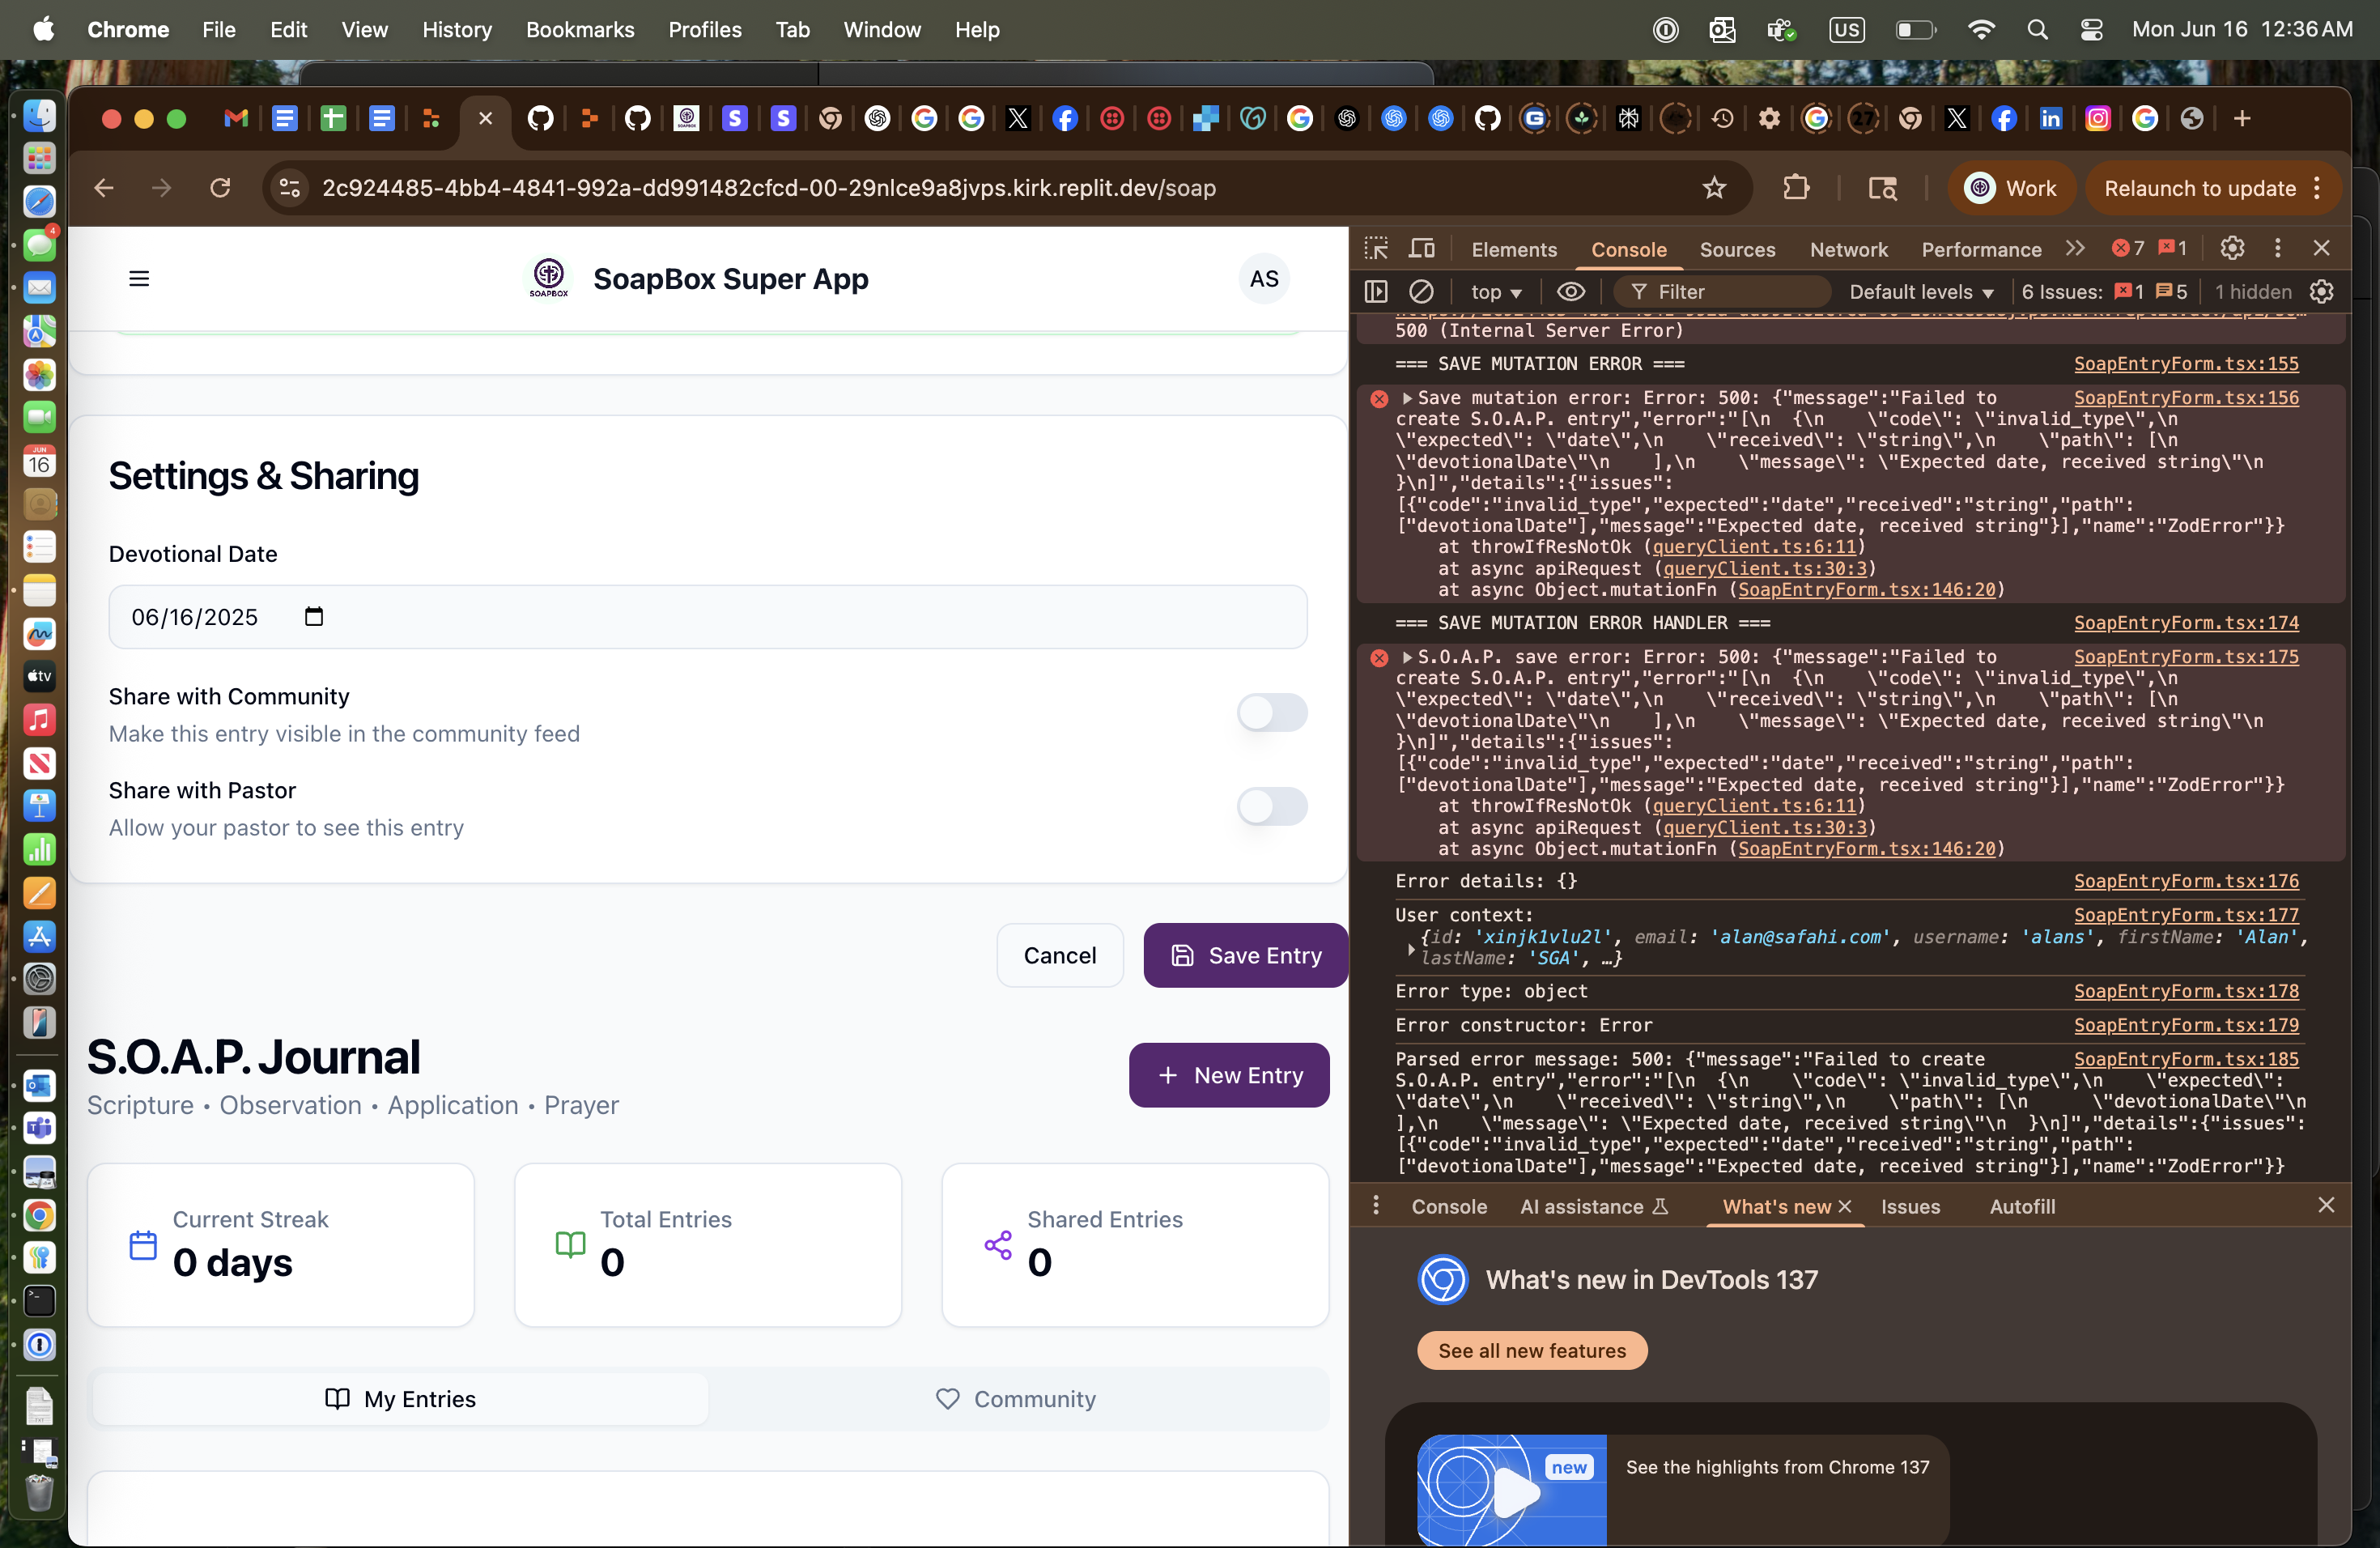 Chrome File Edit View History Bookmarks Profiles Tab Window Help
US Mon Jun 16 12:36 AM
2c924485-4bb4-4841-992a-dd991482cfcd-00-29nlce9a8jvps.kirk.replit.dev/soap
Work Relaunch to update
4
JUN
16
tv
27
SOAPBOX
SoapBox Super App
AS
Settings & Sharing
Devotional Date
06/16/2025
Share with Community
Make this entry visible in the community feed
Share with Pastor
Allow your pastor to see this entry
Cancel Save Entry
S.O.A.P. Journal
Scripture • Observation • Application • Prayer
New Entry
Current Streak
0 days
Total Entries
0
Shared Entries
0
My Entries Community
Elements Console Sources Network Performance 7 1
top Filter Default levels 6 Issues: 1 5 1 hidden
500 (Internal Server Error)
=== SAVE MUTATION ERROR === SoapEntryForm.tsx:155
Save mutation error: Error: 500: {"message":"Failed to SoapEntryForm.tsx:156
create S.O.A.P. entry","error":"[\n  {\n    \"code\": \"invalid_type\",\n
\"expected\": \"date\",\n    \"received\": \"string\",\n    \"path\": [\n
\"devotionalDate\"\n    ],\n    \"message\": \"Expected date, received string\"\n
}\n]","details":{"issues":
[{"code":"invalid_type","expected":"date","received":"string","path":
["devotionalDate"],"message":"Expected date, received string"}],"name":"ZodError"}}
at throwIfResNotOk (queryClient.ts:6:11)
at async apiRequest (queryClient.ts:30:3)
at async Object.mutationFn (SoapEntryForm.tsx:146:20)
=== SAVE MUTATION ERROR HANDLER === SoapEntryForm.tsx:174
S.O.A.P. save error: Error: 500: {"message":"Failed to SoapEntryForm.tsx:175
create S.O.A.P. entry","error":"[\n  {\n    \"code\": \"invalid_type\",\n
\"expected\": \"date\",\n    \"received\": \"string\",\n    \"path\": [\n
\"devotionalDate\"\n    ],\n    \"message\": \"Expected date, received string\"\n
}\n]","details":{"issues":
[{"code":"invalid_type","expected":"date","received":"string","path":
["devotionalDate"],"message":"Expected date, received string"}],"name":"ZodError"}}
at throwIfResNotOk (queryClient.ts:6:11)
at async apiRequest (queryClient.ts:30:3)
at async Object.mutationFn (SoapEntryForm.tsx:146:20)
Error details: {} SoapEntryForm.tsx:176
User context: SoapEntryForm.tsx:177
{id: 'xinjk1vlu2l', email: 'alan@safahi.com', username: 'alans', firstName: 'Alan',
lastName: 'SGA', …}
Error type: object SoapEntryForm.tsx:178
Error constructor: Error SoapEntryForm.tsx:179
Parsed error message: 500: {"message":"Failed to create SoapEntryForm.tsx:185
S.O.A.P. entry","error":"[\n  {\n    \"code\": \"invalid_type\",\n    \"expected\":
\"date\",\n    \"received\": \"string\",\n    \"path\": [\n      \"devotionalDate\"\n
],\n    \"message\": \"Expected date, received string\"\n  }\n]","details":{"issues":
[{"code":"invalid_type","expected":"date","received":"string","path":
["devotionalDate"],"message":"Expected date, received string"}],"name":"ZodError"}}
Console AI assistance What's new Issues Autofill
What's new in DevTools 137
See all new features
new
See the highlights from Chrome 137